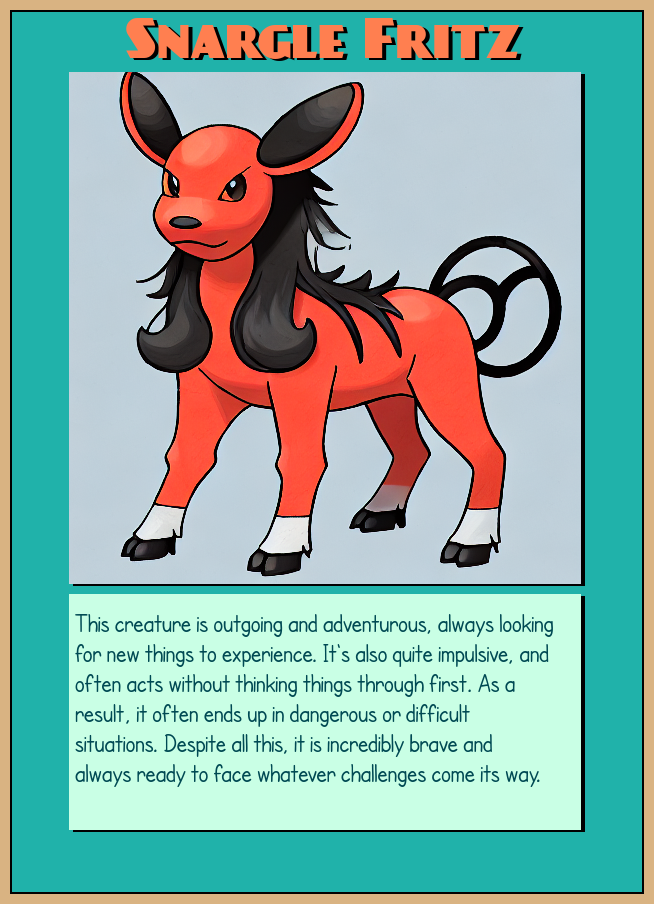 Snargle Fritz
This creature is outgoing and adventurous, always looking
for new things to experience. It's also quite impulsive, and
often acts without thinking things through first. As a
result, it often ends up in dangerous or difficult
situations. Despite all this, it is incredibly brave and
always ready to face whatever challenges come its way.